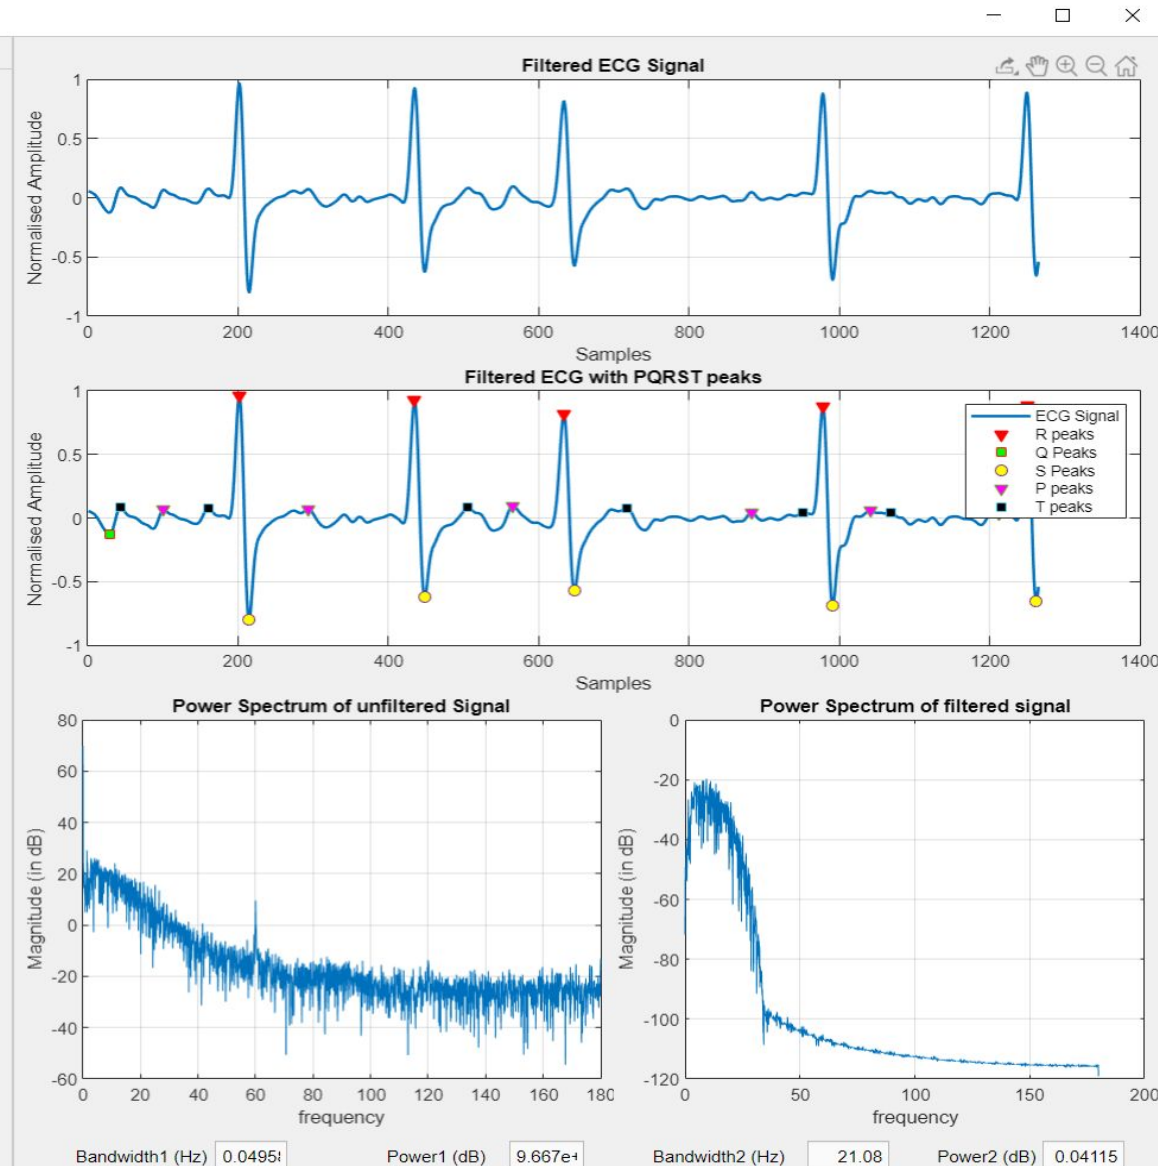 Filtered ECG Signal
1
0.5
0
-0.5
-1
Normalised Amplitude
0 200 400 600 800 1000 1200 1400
Samples
Filtered ECG with PQRST peaks
1
0.5
0
-0.5
-1
Normalised Amplitude
ECG Signal
R peaks
Q Peaks
S Peaks
P peaks
T peaks
0 200 400 600 800 1000 1200 1400
Samples
Power Spectrum of unfiltered Signal
80
60
40
20
0
-20
-40
-60
Magnitude (in dB)
0 20 40 60 80 100 120 140 160 180
frequency
Power Spectrum of filtered signal
0
-20
-40
-60
-80
-100
-120
Magnitude (in dB)
0 50 100 150 200
frequency
Bandwidth1 (Hz) 0.0495 Power1 (dB) 9.667e+ Bandwidth2 (Hz) 21.08 Power2 (dB) 0.04115